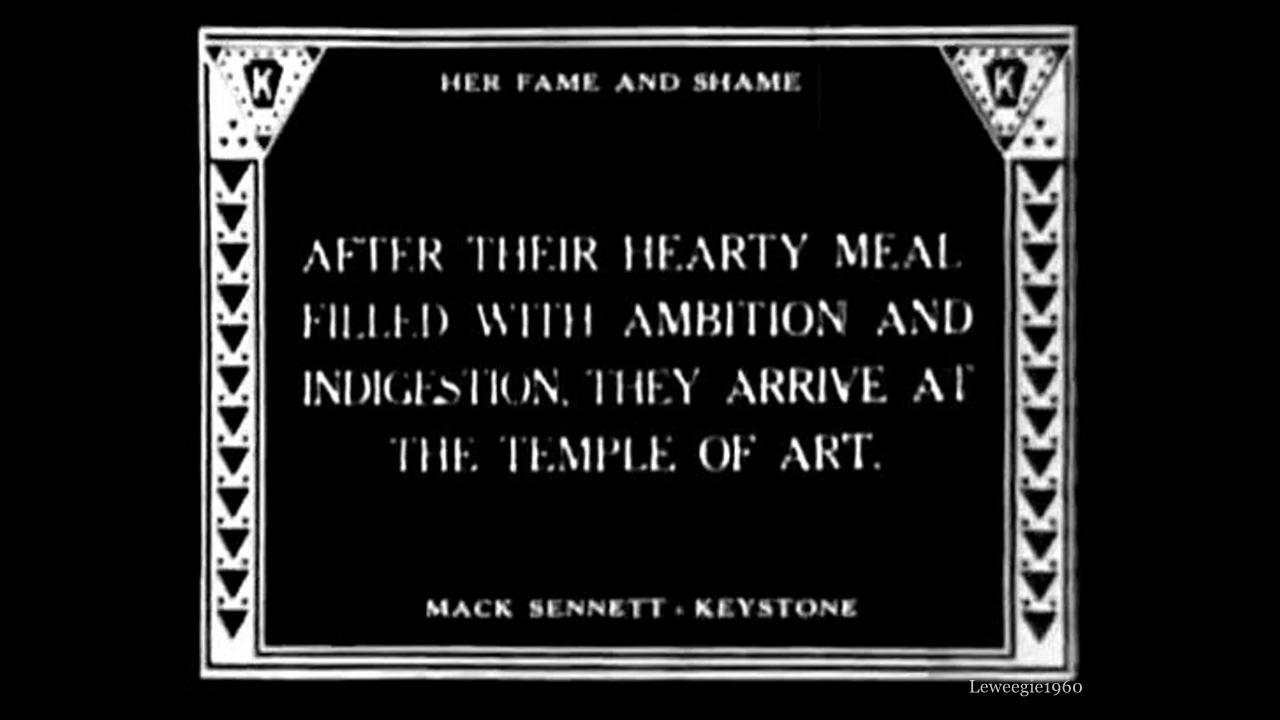 K
K
HER FAME AND SHAME
AFTER THEIR HEARTY MEAL
FILLED WITH AMBITION AND
INDIGESTION, THEY ARRIVE AT
THE TEMPLE OF ART.
MACK SENNETT - KEYSTONE
Leweegie1960